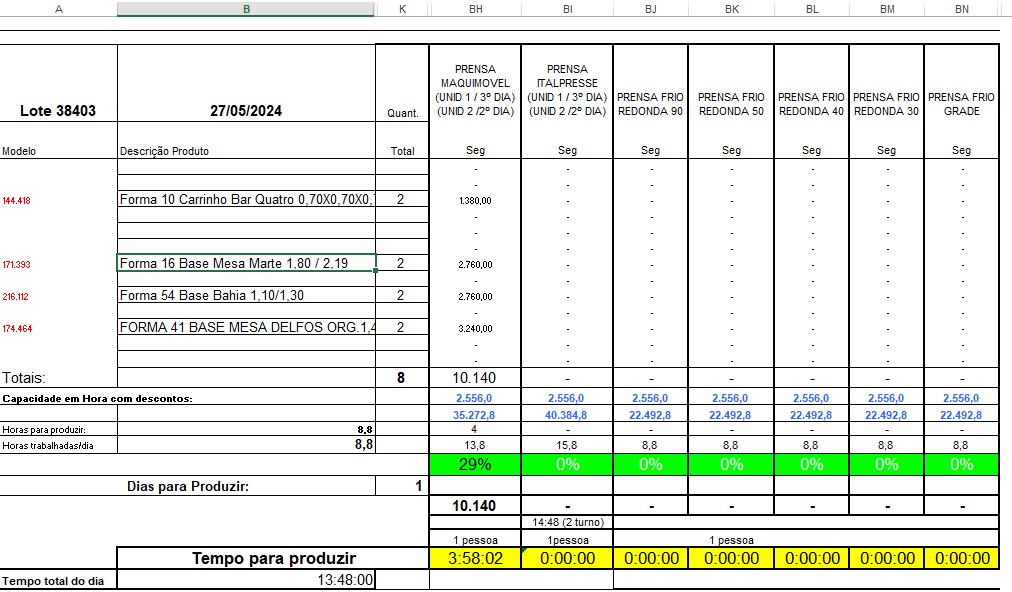 A B K BH BI BJ BK BL BM BN
PRENSA MAQUIMOVEL (UNID 1 / 3º DIA) (UNID 2 /2º DIA)
PRENSA ITALPRESSE (UNID 1 / 3º DIA) (UNID 2 /2º DIA)
PRENSA FRIO REDONDA 90
PRENSA FRIO REDONDA 50
PRENSA FRIO REDONDA 40
PRENSA FRIO REDONDA 30
PRENSA FRIO GRADE
Lote 38403 27/05/2024 Quant.
Modelo Descrição Produto Total Seg Seg Seg Seg Seg Seg Seg
- - - - - - -
- - - - - - -
144.418 Forma 10 Carrinho Bar Quatro 0,70X0,70X0, 2 1.380,00 - - - - - -
- - - - - - -
- - - - - - -
- - - - - - -
171.393 Forma 16 Base Mesa Marte 1,80 / 2,19 2 2.760,00 - - - - - -
- - - - - - -
216.112 Forma 54 Base Bahia 1,10/1,30 2 2.760,00 - - - - - -
- - - - - - -
174.464 FORMA 41 BASE MESA DELFOS ORG.1,4 2 3.240,00 - - - - - -
- - - - - - -
- - - - - - -
Totais: 8 10.140 - - - - - -
Capacidade em Hora com descontos: 2.556,0 2.556,0 2.556,0 2.556,0 2.556,0 2.556,0 2.556,0
35.272,8 40.384,8 22.492,8 22.492,8 22.492,8 22.492,8 22.492,8
Horas para produzir: 8,8 4 - - - - - -
Horas trabalhadas/dia 8,8 13,8 15,8 8,8 8,8 8,8 8,8 8,8
29% 0% 0% 0% 0% 0% 0%
Dias para Produzir: 1
10.140 - - - - - -
14:48 (2 turno)
1 pessoa 1pessoa 1 pessoa
Tempo para produzir 3:58:02 0:00:00 0:00:00 0:00:00 0:00:00 0:00:00 0:00:00
Tempo total do dia 13:48:00